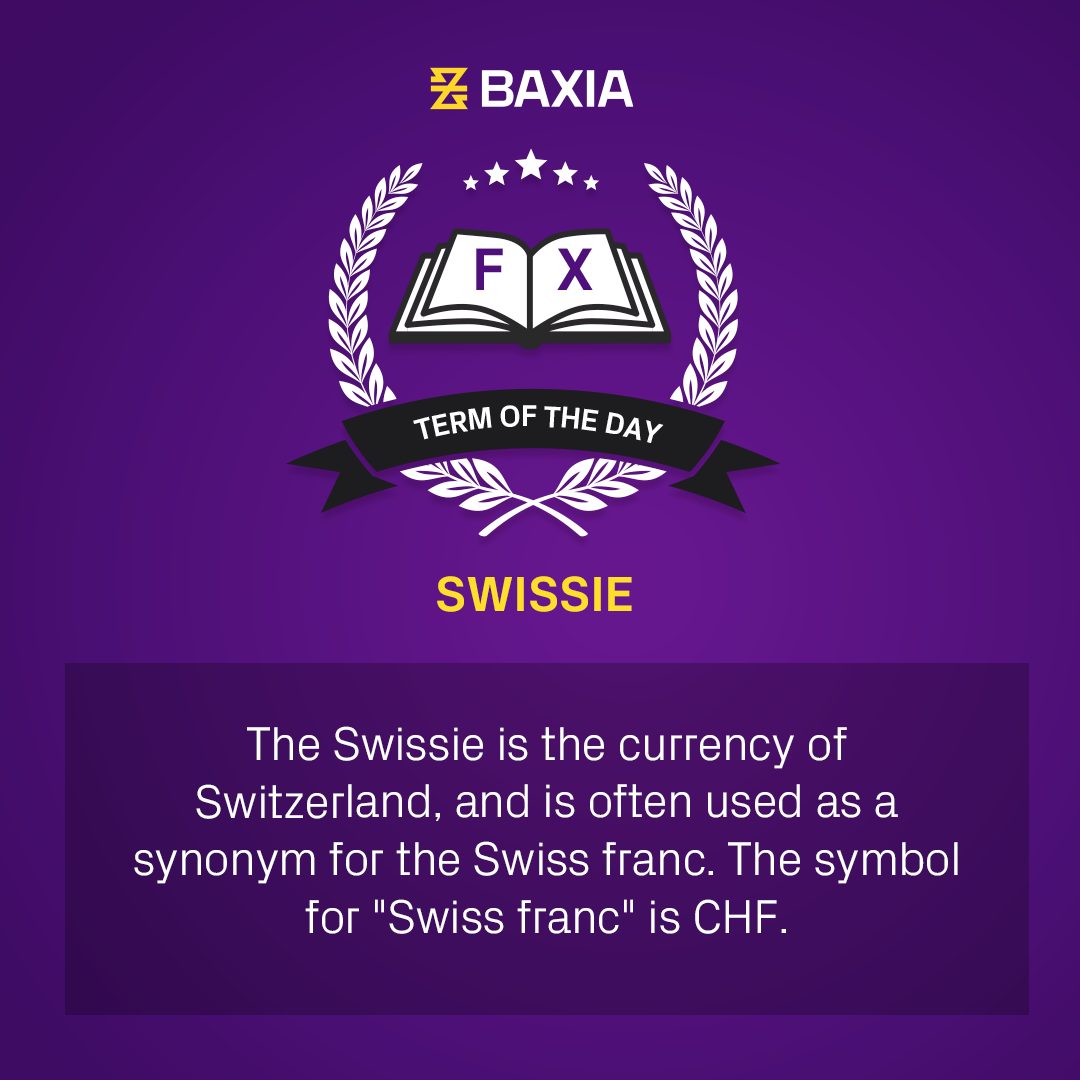 BAXIA
F X
TERM OF THE DAY
SWISSIE
The Swissie is the currency of
Switzerland, and is often used as a
synonym for the Swiss franc. The symbol
for "Swiss franc" is CHF.